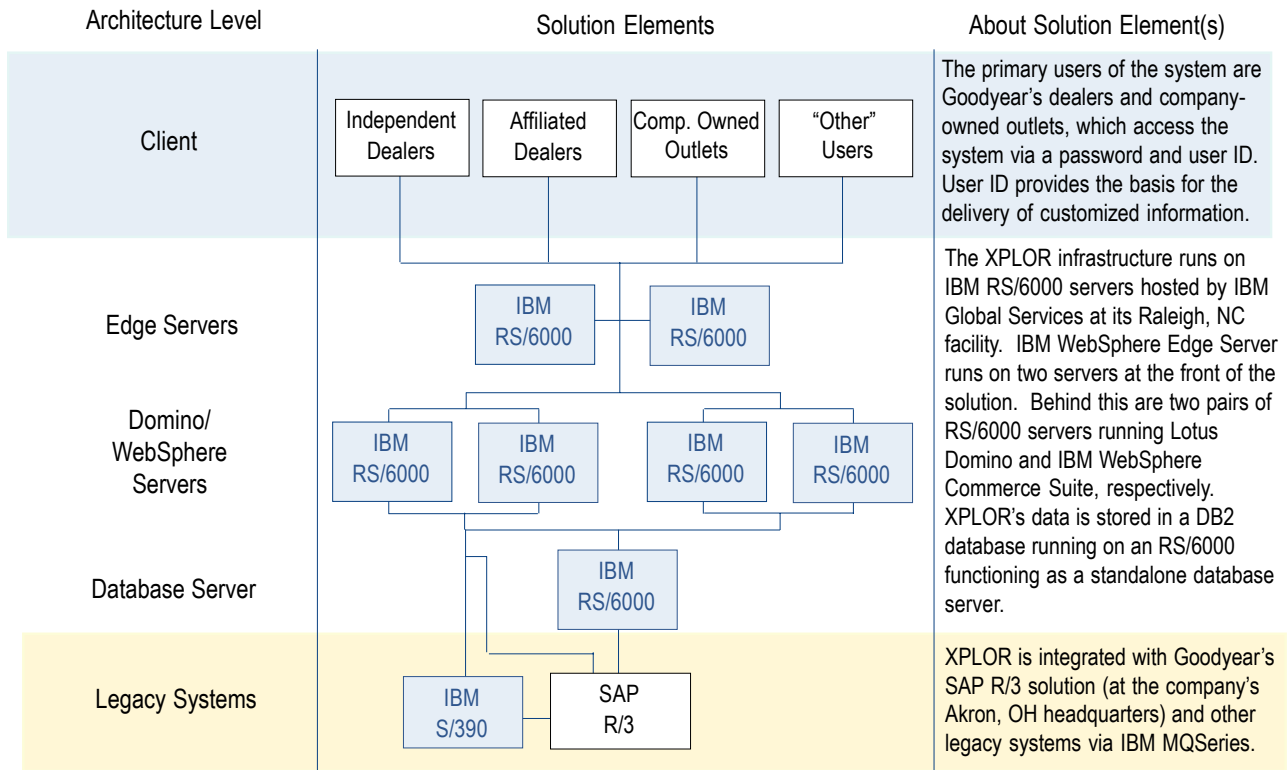 Architecture Level
Solution Elements
About Solution Element(s)
Client
Independent
Dealers
Affiliated
Dealers
Comp. Owned
Outlets
“Other”
Users
The primary users of the system are
Goodyear’s dealers and company-
owned outlets, which access the
system via a password and user ID.
User ID provides the basis for the
delivery of customized information.
Edge Servers
IBM
RS/6000
IBM
RS/6000
Domino/
WebSphere
Servers
IBM
RS/6000
IBM
RS/6000
IBM
RS/6000
IBM
RS/6000
Database Server
IBM
RS/6000
The XPLOR infrastructure runs on
IBM RS/6000 servers hosted by IBM
Global Services at its Raleigh, NC
facility. IBM WebSphere Edge Server
runs on two servers at the front of the
solution. Behind this are two pairs of
RS/6000 servers running Lotus
Domino and IBM WebSphere
Commerce Suite, respectively.
XPLOR’s data is stored in a DB2
database running on an RS/6000
functioning as a standalone database
server.
Legacy Systems
IBM
S/390
SAP
R/3
XPLOR is integrated with Goodyear’s
SAP R/3 solution (at the company’s
Akron, OH headquarters) and other
legacy systems via IBM MQSeries.